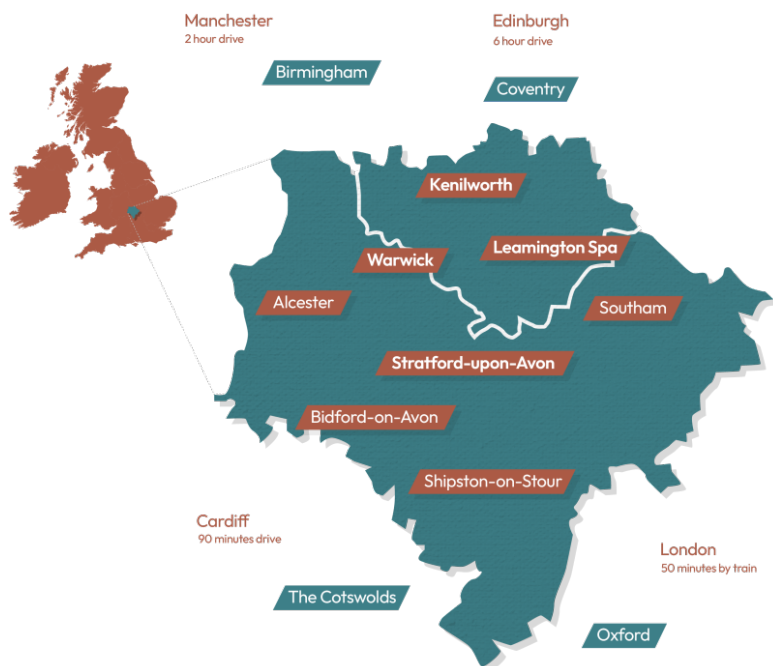 Manchester
2 hour drive
Edinburgh
6 hour drive
Birmingham
Coventry
Kenilworth
Leamington Spa
Warwick
Alcester
Southam
Stratford-upon-Avon
Bidford-on-Avon
Shipston-on-Stour
Cardiff
90 minutes drive
London
50 minutes by train
The Cotswolds
Oxford